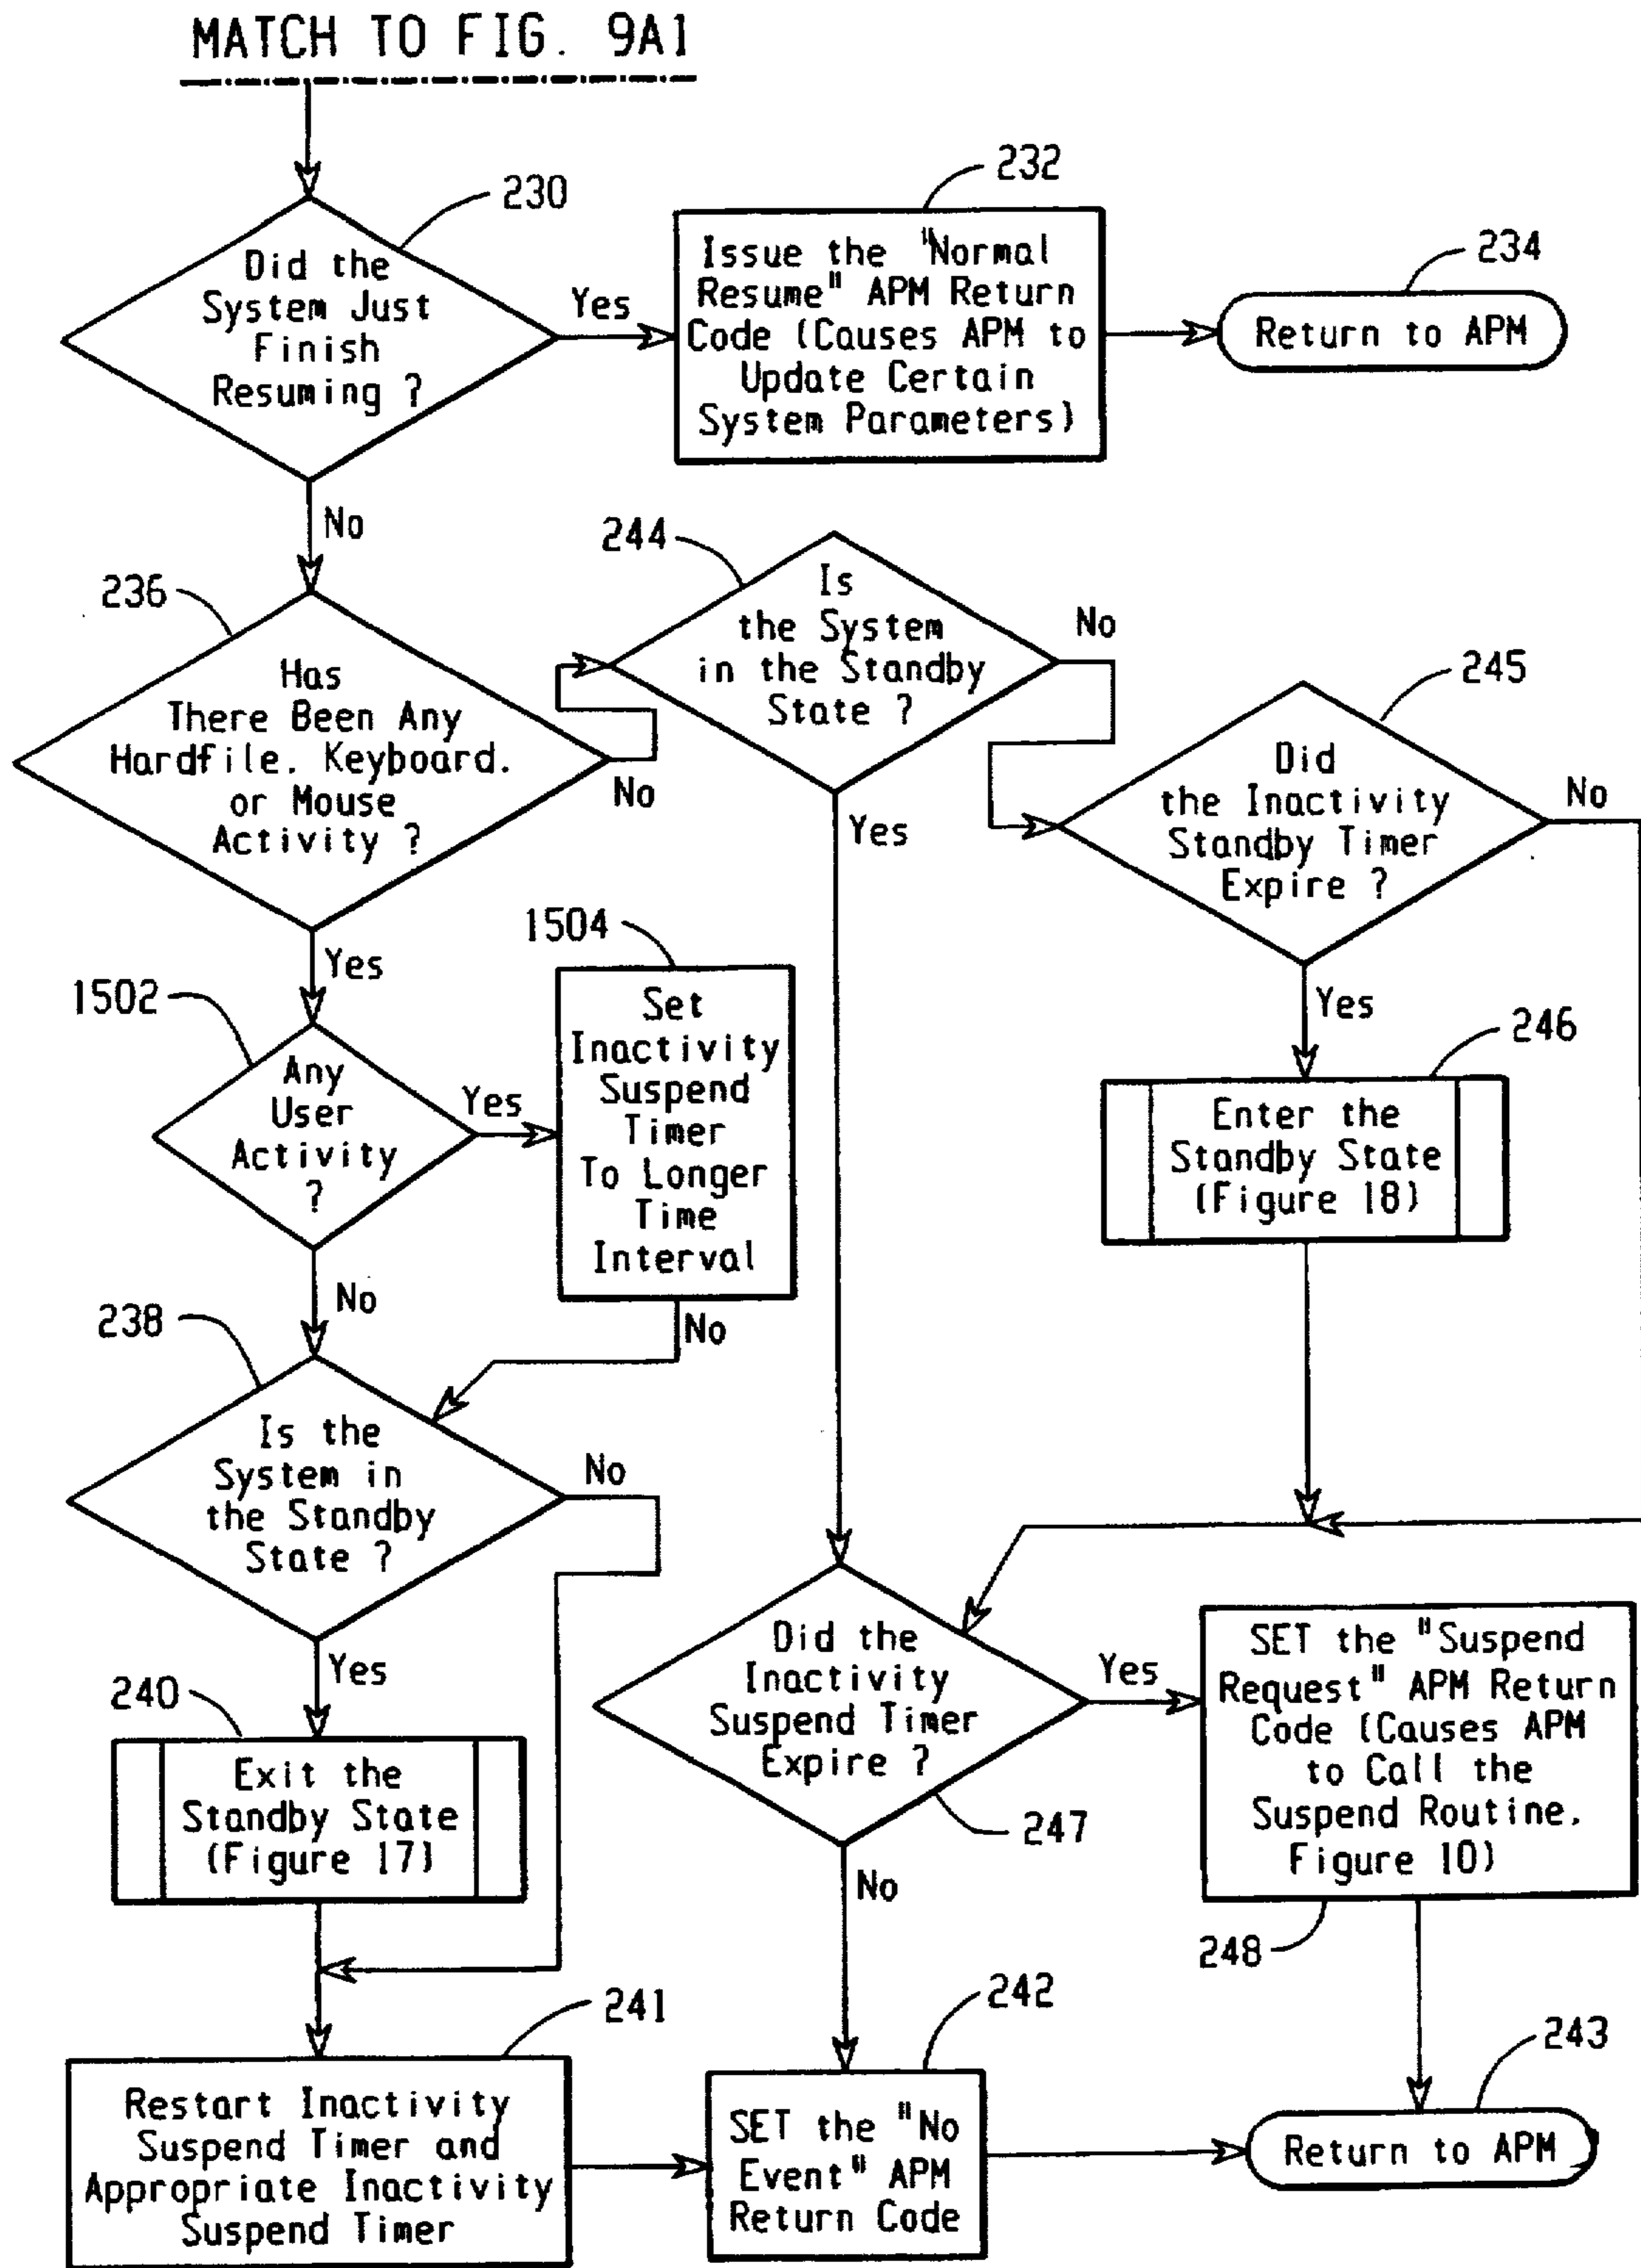 MATCH TO FIG. 9A1
230
Did the
System Just
Finish
Resuming ?
Yes
No
232
Issue the "Normal
Resume" APM Return
Code (Causes APM to
Update Certain
System Parameters)
234
Return to APM
236
Has
There Been Any
Hardfile. Keyboard.
or Mouse
Activity ?
No
Yes
244
Is
the System
in the Standby
State ?
No
Yes
245
Did
the Inactivity
Standby Timer
Expire ?
No
Yes
246
Enter the
Standby State
(Figure 18)
1502
Any
User
Activity
?
Yes
No
1504
Set
Inactivity
Suspend
Timer
To Longer
Time
Interval
No
238
Is the
System in
the Standby
State ?
No
Yes
240
Exit the
Standby State
(Figure 17)
Did the
Inactivity
Suspend Timer
Expire ?
247
Yes
No
SET the "Suspend
Request" APM Return
Code (Causes APM
to Call the
Suspend Routine.
Figure 10)
248
241
Restart Inactivity
Suspend Timer and
Appropriate Inactivity
Suspend Timer
242
SET the "No
Event" APM
Return Code
243
Return to APM